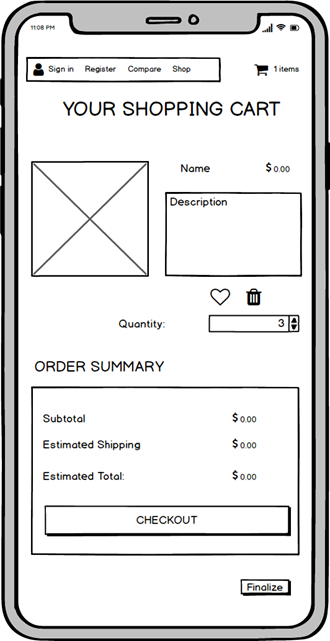 11:08 PM
Sign in Register Compare Shop 1 items
YOUR SHOPPING CART
Name $ 0.00
Description
Quantity: 3
ORDER SUMMARY
Subtotal $ 0.00
Estimated Shipping $ 0.00
Estimated Total: $ 0.00
CHECKOUT
Finalize